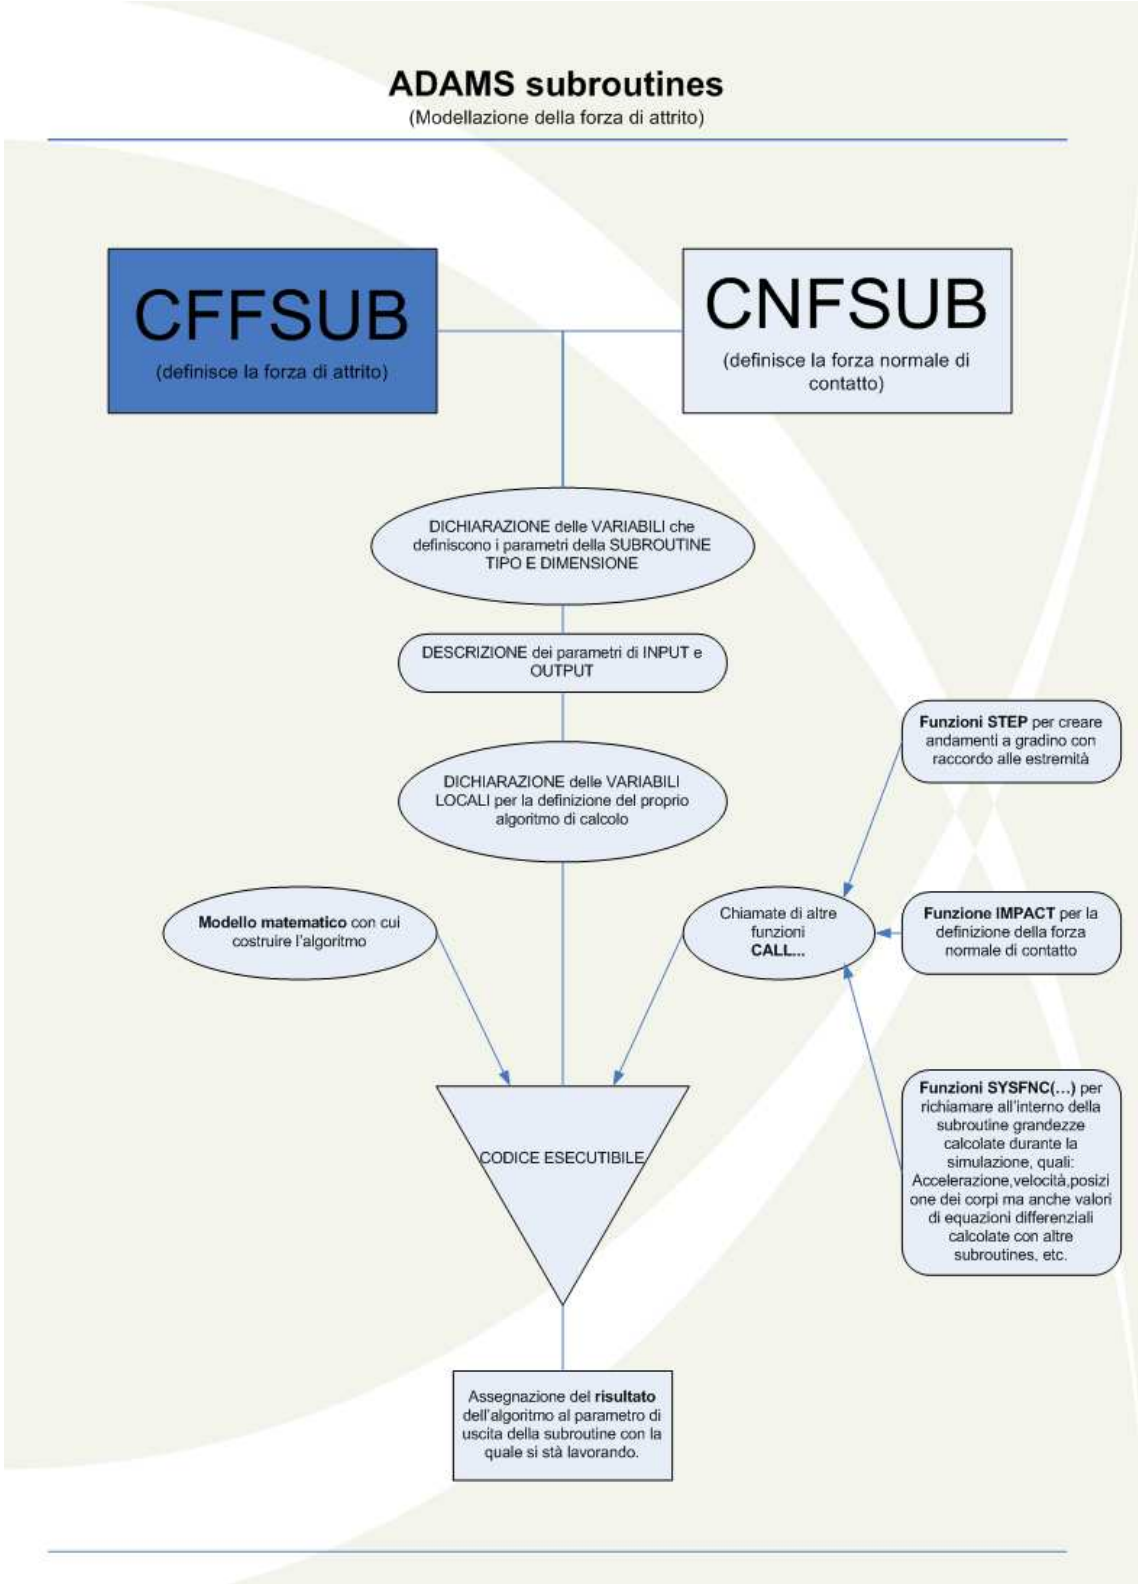 ADAMS subroutines
(Modellazione della forza di attrito)
CFFSUB
(definisce la forza di attrito)
CNFSUB
(definisce la forza normale di
contatto)
DICHIARAZIONE delle VARIABILI che
definiscono i parametri della SUBROUTINE
TIPO E DIMENSIONE
DESCRIZIONE dei parametri di INPUT e
OUTPUT
DICHIARAZIONE delle VARIABILI
LOCALI per la definizione del proprio
algoritmo di calcolo
Funzioni STEP per creare
andamenti a gradino con
raccordo alle estremità
Modello matematico con cui
costruire l'algoritmo
Chiamate di altre
funzioni
CALL...
Funzione IMPACT per la
definizione della forza
normale di contatto
Funzioni SYSFNC(...) per
richiamare all'interno della
subroutine grandezze
calcolate durante la
simulazione, quali:
Accelerazione,velocità,posizi
one dei corpi ma anche valori
di equazioni differenziali
calcolate con altre
subroutines, etc.
CODICE ESECUTIBILE
Assegnazione del risultato
dell'algoritmo al parametro di
uscita della subroutine con la
quale si stà lavorando.